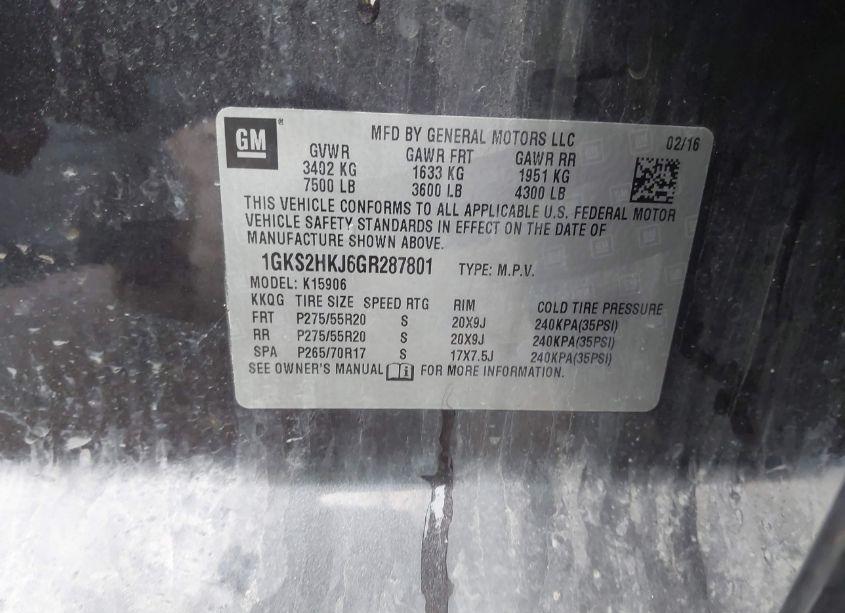 GM®
MFD BY GENERAL MOTORS LLC 02/16
GVWR GAWR FRT GAWR RR
3402 KG 1633 KG 1951 KG
7500 LB 3600 LB 4300 LB
THIS VEHICLE CONFORMS TO ALL APPLICABLE U.S. FEDERAL MOTOR
VEHICLE SAFETY STANDARDS IN EFFECT ON THE DATE OF
MANUFACTURE SHOWN ABOVE.
1GKS2HKJ6GR287801 TYPE: M.P.V.
MODEL: K15906
KKQG TIRE SIZE SPEED RTG RIM COLD TIRE PRESSURE
FRT P275/55R20 S 20X9J 240KPA(35PSI)
RR P275/55R20 S 20X9J 240KPA(35PSI)
SPA P265/70R17 S 17X7.5J 240KPA(35PSI)
SEE OWNER'S MANUAL FOR MORE INFORMATION.